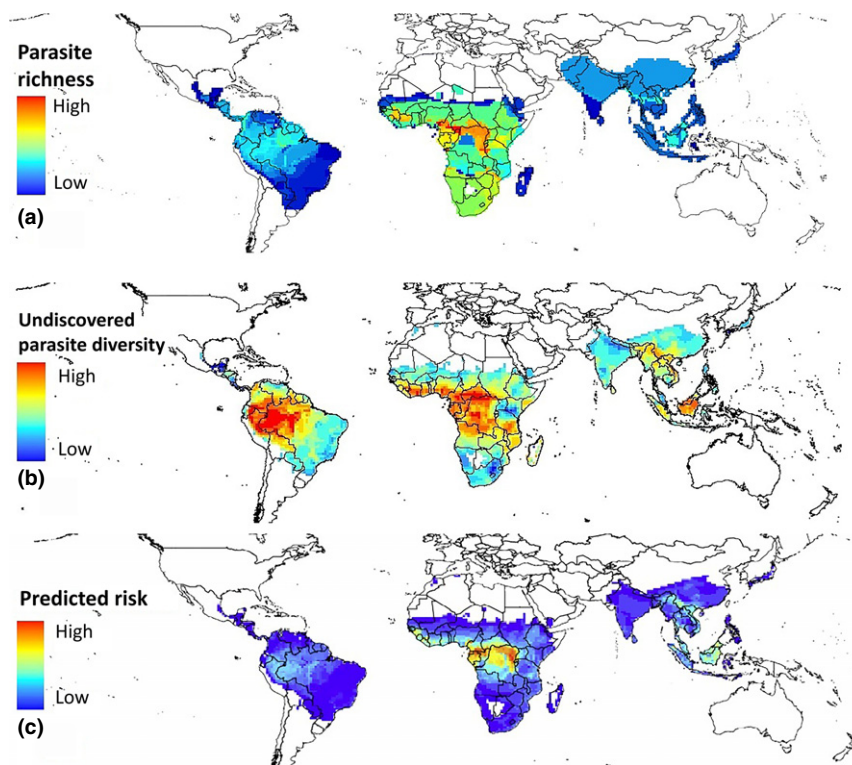 Parasite
richness
High
Low
(a)
Undiscovered
parasite diversity
High
Low
(b)
Predicted risk
High
Low
(c)